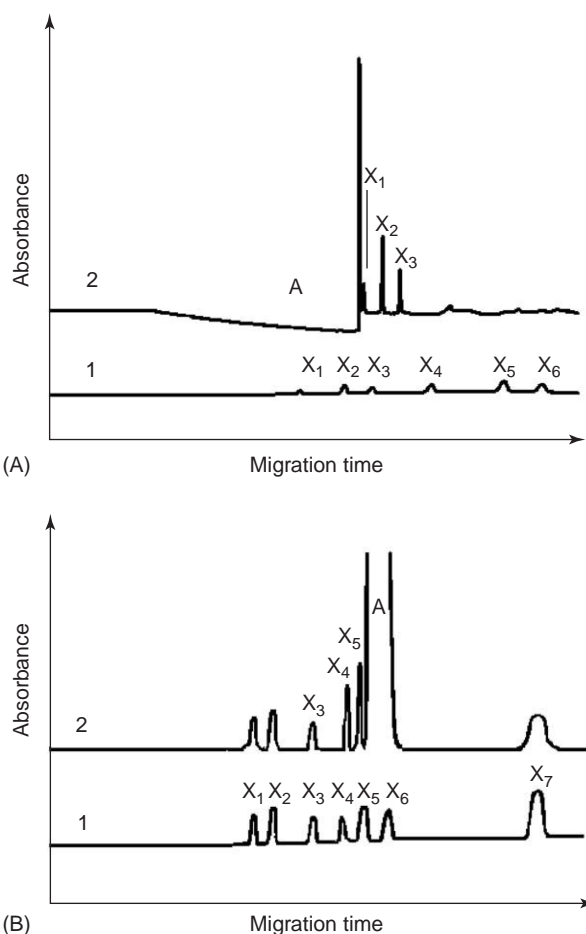 Absorbance
X₁
X₂
X₃
2
A
1
X₁ X₂ X₃ X₄ X₅ X₆
(A)
Migration time
Absorbance
A
X₅
X₄
X₃
2
X₁ X₂ X₃ X₄ X₅ X₆
X₇
1
(B)
Migration time